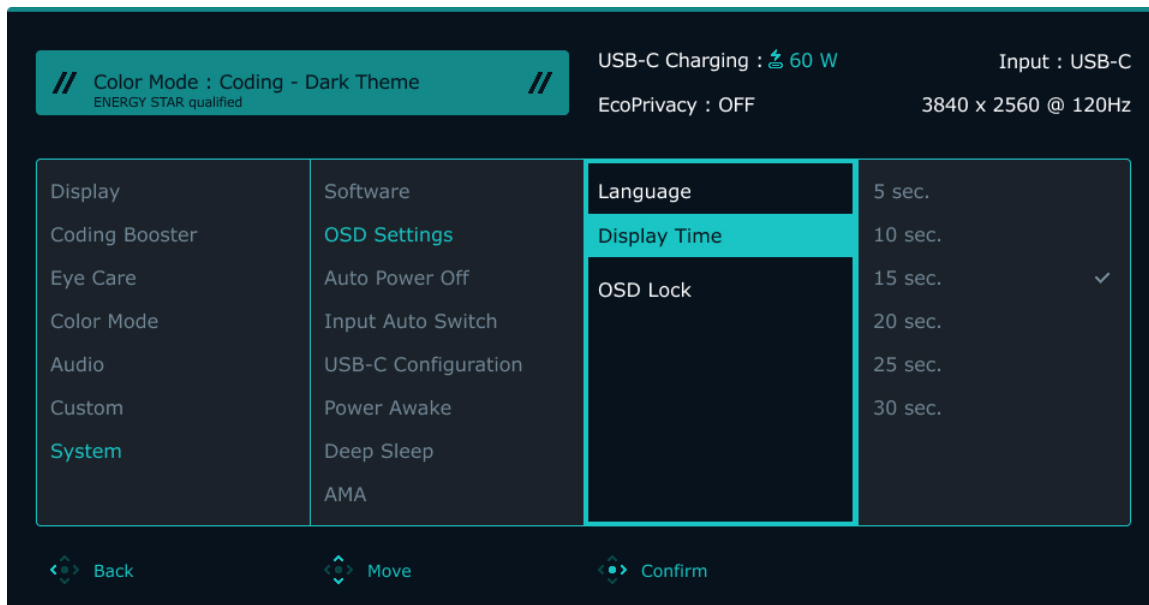 Color Mode : Coding - Dark Theme
ENERGY STAR qualified
USB-C Charging : 60 W
Input : USB-C
EcoPrivacy : OFF
3840 x 2560 @ 120Hz
Display
Coding Booster
Eye Care
Color Mode
Audio
Custom
System
Software
OSD Settings
Auto Power Off
Input Auto Switch
USB-C Configuration
Power Awake
Deep Sleep
AMA
Language
Display Time
OSD Lock
5 sec.
10 sec.
15 sec.
20 sec.
25 sec.
30 sec.
Back
Move
Confirm